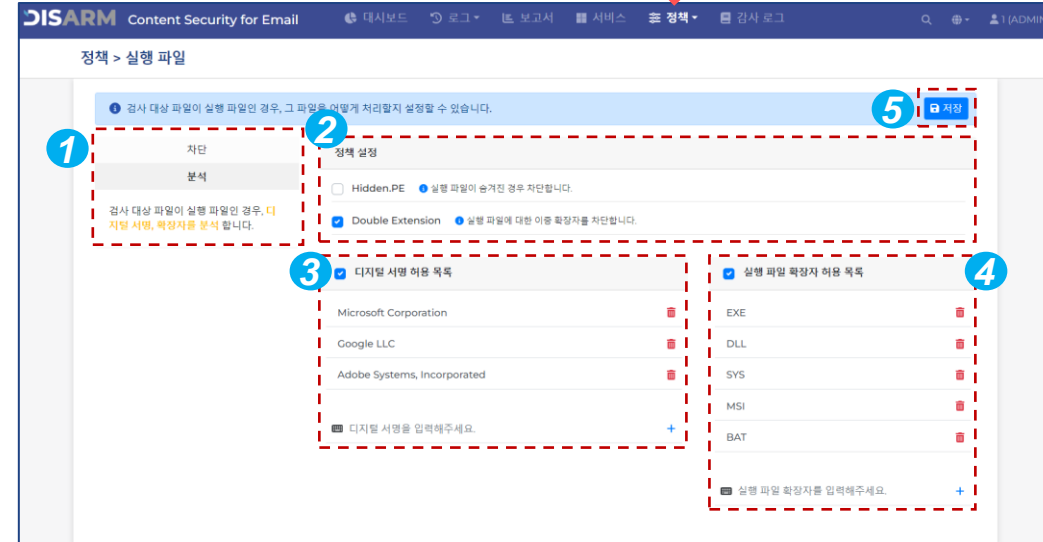 DISARM Content Security for Email 대시보드 로그 보고서 서비스 정책 감사 로그 1 (ADMIN
정책 > 실행 파일
검사 대상 파일이 실행 파일인 경우, 그 파일을 어떻게 처리할지 설정할 수 있습니다.
5 저장
1
차단
분석
검사 대상 파일이 실행 파일인 경우, 디
지털 서명, 확장자를 분석 합니다.
2
정책 설정
Hidden.PE 실행 파일이 숨겨진 경우 차단합니다.
Double Extension 실행 파일에 대한 이중 확장자를 차단합니다.
3 디지털 서명 허용 목록
Microsoft Corporation
Google LLC
Adobe Systems, Incorporated
디지털 서명을 입력해주세요. +
실행 파일 확장자 허용 목록 4
EXE
DLL
SYS
MSI
BAT
실행 파일 확장자를 입력해주세요. +